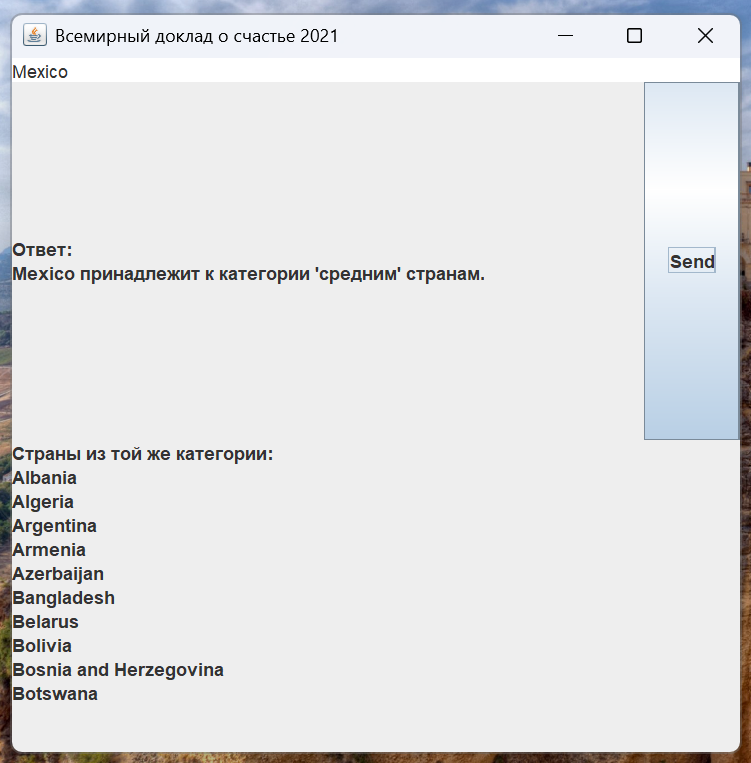 Всемирный доклад о счастье 2021
Mexico
Ответ:
Mexico принадлежит к категории 'средним' странам.
Send
Страны из той же категории:
Albania
Algeria
Argentina
Armenia
Azerbaijan
Bangladesh
Belarus
Bolivia
Bosnia and Herzegovina
Botswana